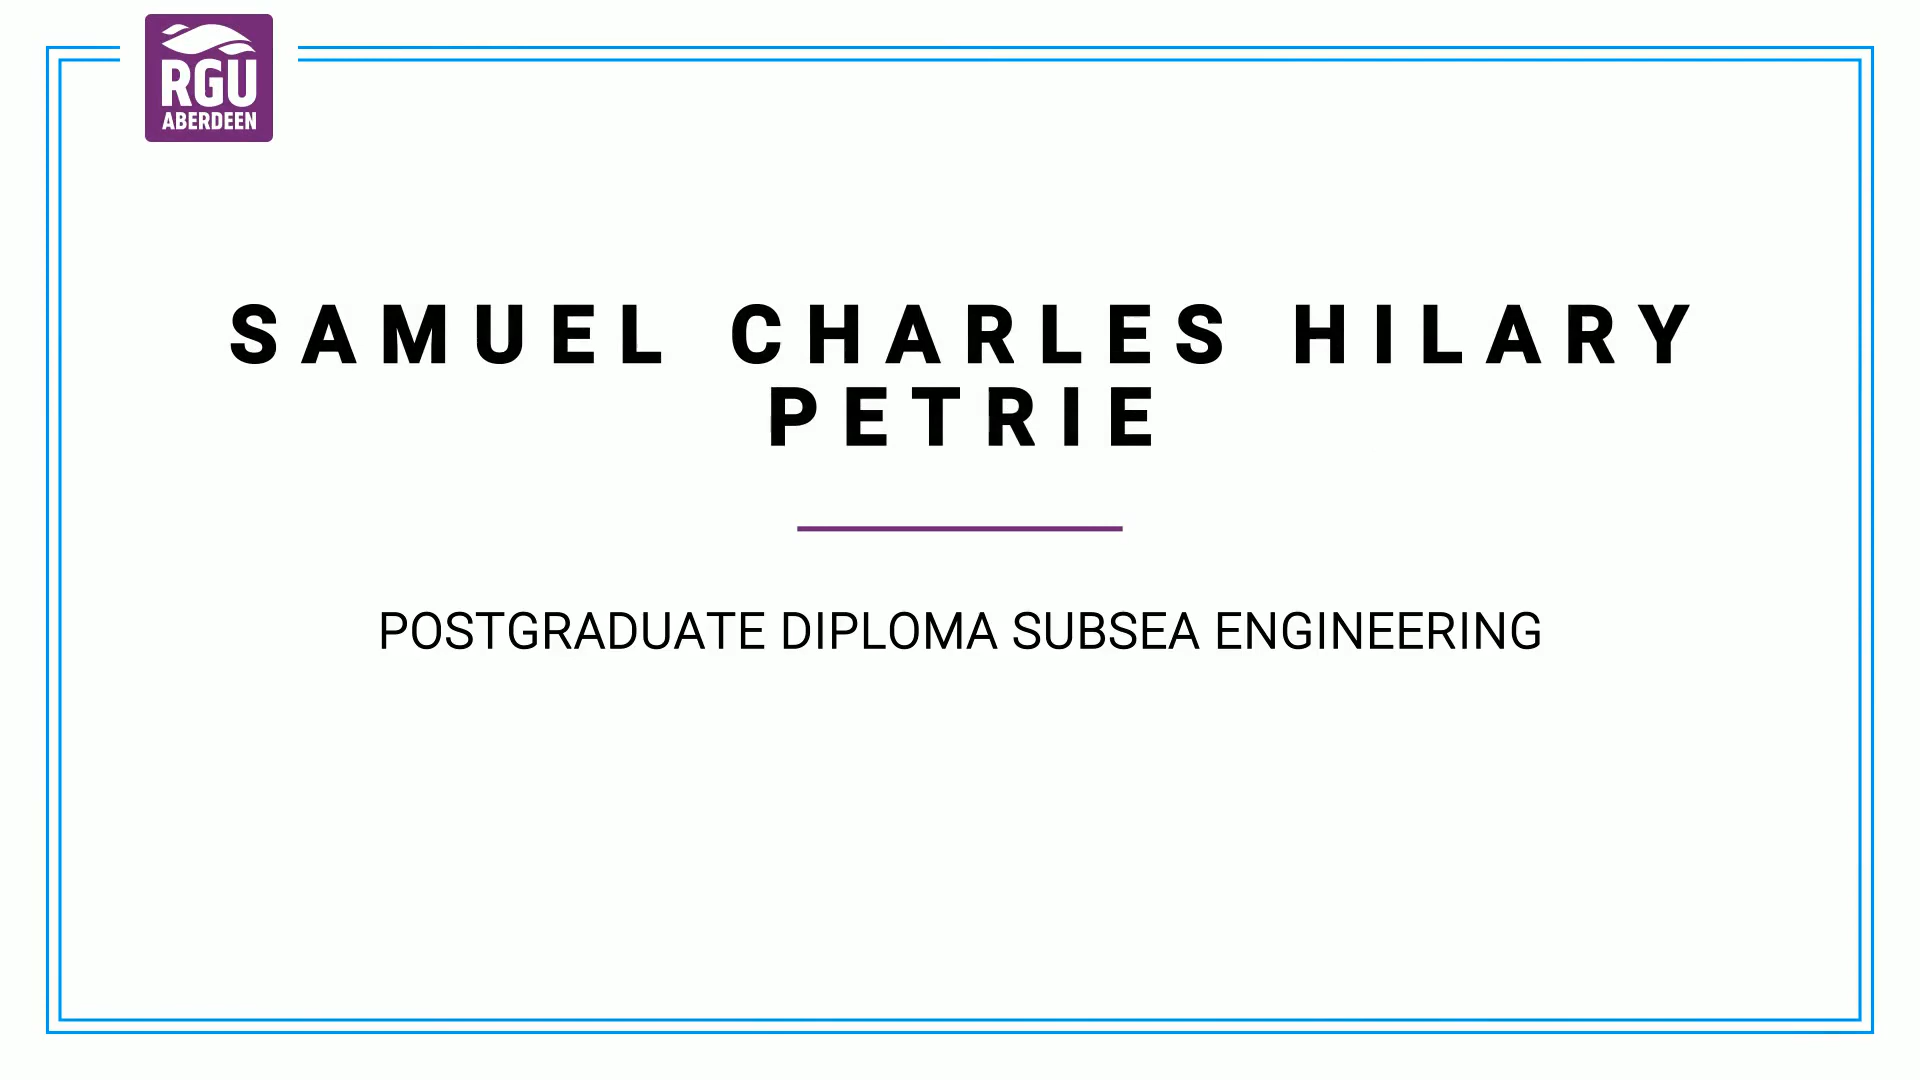 RGU
ABERDEEN
SAMUEL CHARLES HILARY
PETRIE
POSTGRADUATE DIPLOMA SUBSEA ENGINEERING